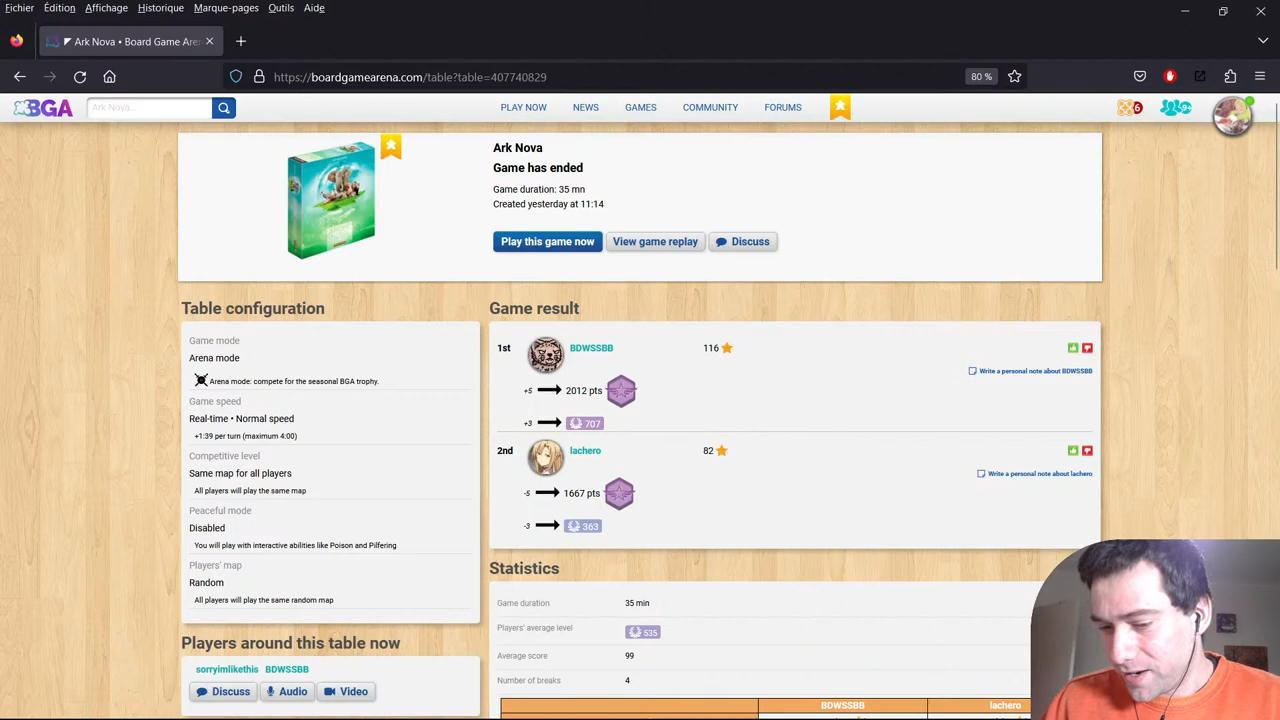 Fichier Édition Affichage Historique Marque-pages Outils Aide
Ark Nova • Board Game Aren
https://boardgamearena.com/table?table=407740829
80 %
BGA
Ark Nova...
PLAY NOW NEWS GAMES COMMUNITY FORUMS
6
9+
Ark Nova
Game has ended
Game duration: 35 mn
Created yesterday at 11:14
Play this game now View game replay Discuss
Table configuration
Game mode
Arena mode
Arena mode: compete for the seasonal BGA trophy.
Game speed
Real-time • Normal speed
+1:39 per turn (maximum 4:00)
Competitive level
Same map for all players
All players will play the same map
Peaceful mode
Disabled
You will play with interactive abilities like Poison and Pilfering
Players' map
Random
All players will play the same random map
Players around this table now
sorryimlikethis BDWSSBB
Discuss Audio Video
Game result
1st BDWSSBB 116
Write a personal note about BDWSSBB
+5 2012 pts
+3 707
2nd lachero 82
Write a personal note about lachero
-5 1667 pts
-3 363
Statistics
Game duration 35 min
Players' average level 535
Average score 99
Number of breaks 4
BDWSSBB lachero